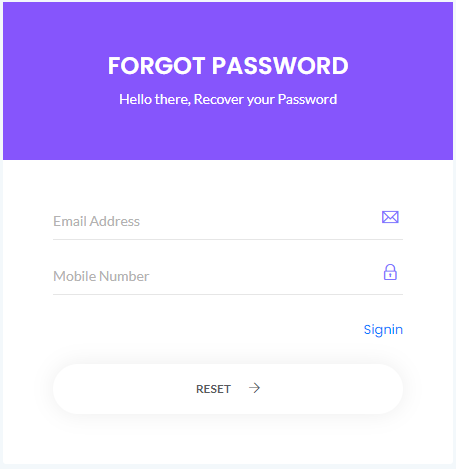 FORGOT PASSWORD
Hello there, Recover your Password
Email Address
Mobile Number
Signin
RESET